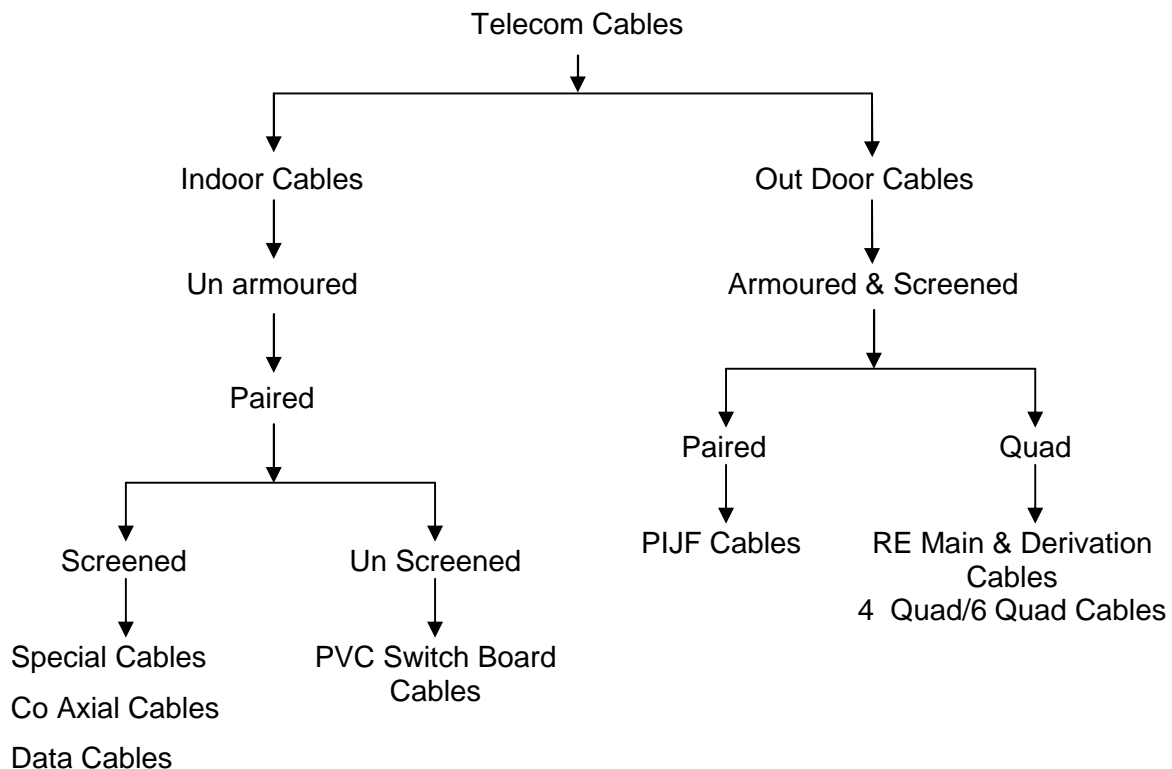 Telecom Cables
Indoor Cables
Out Door Cables
Un armoured
Armoured & Screened
Paired
Paired
Quad
Screened
Un Screened
PIJF Cables
RE Main & Derivation
Cables
4 Quad/6 Quad Cables
Special Cables
Co Axial Cables
Data Cables
PVC Switch Board
Cables